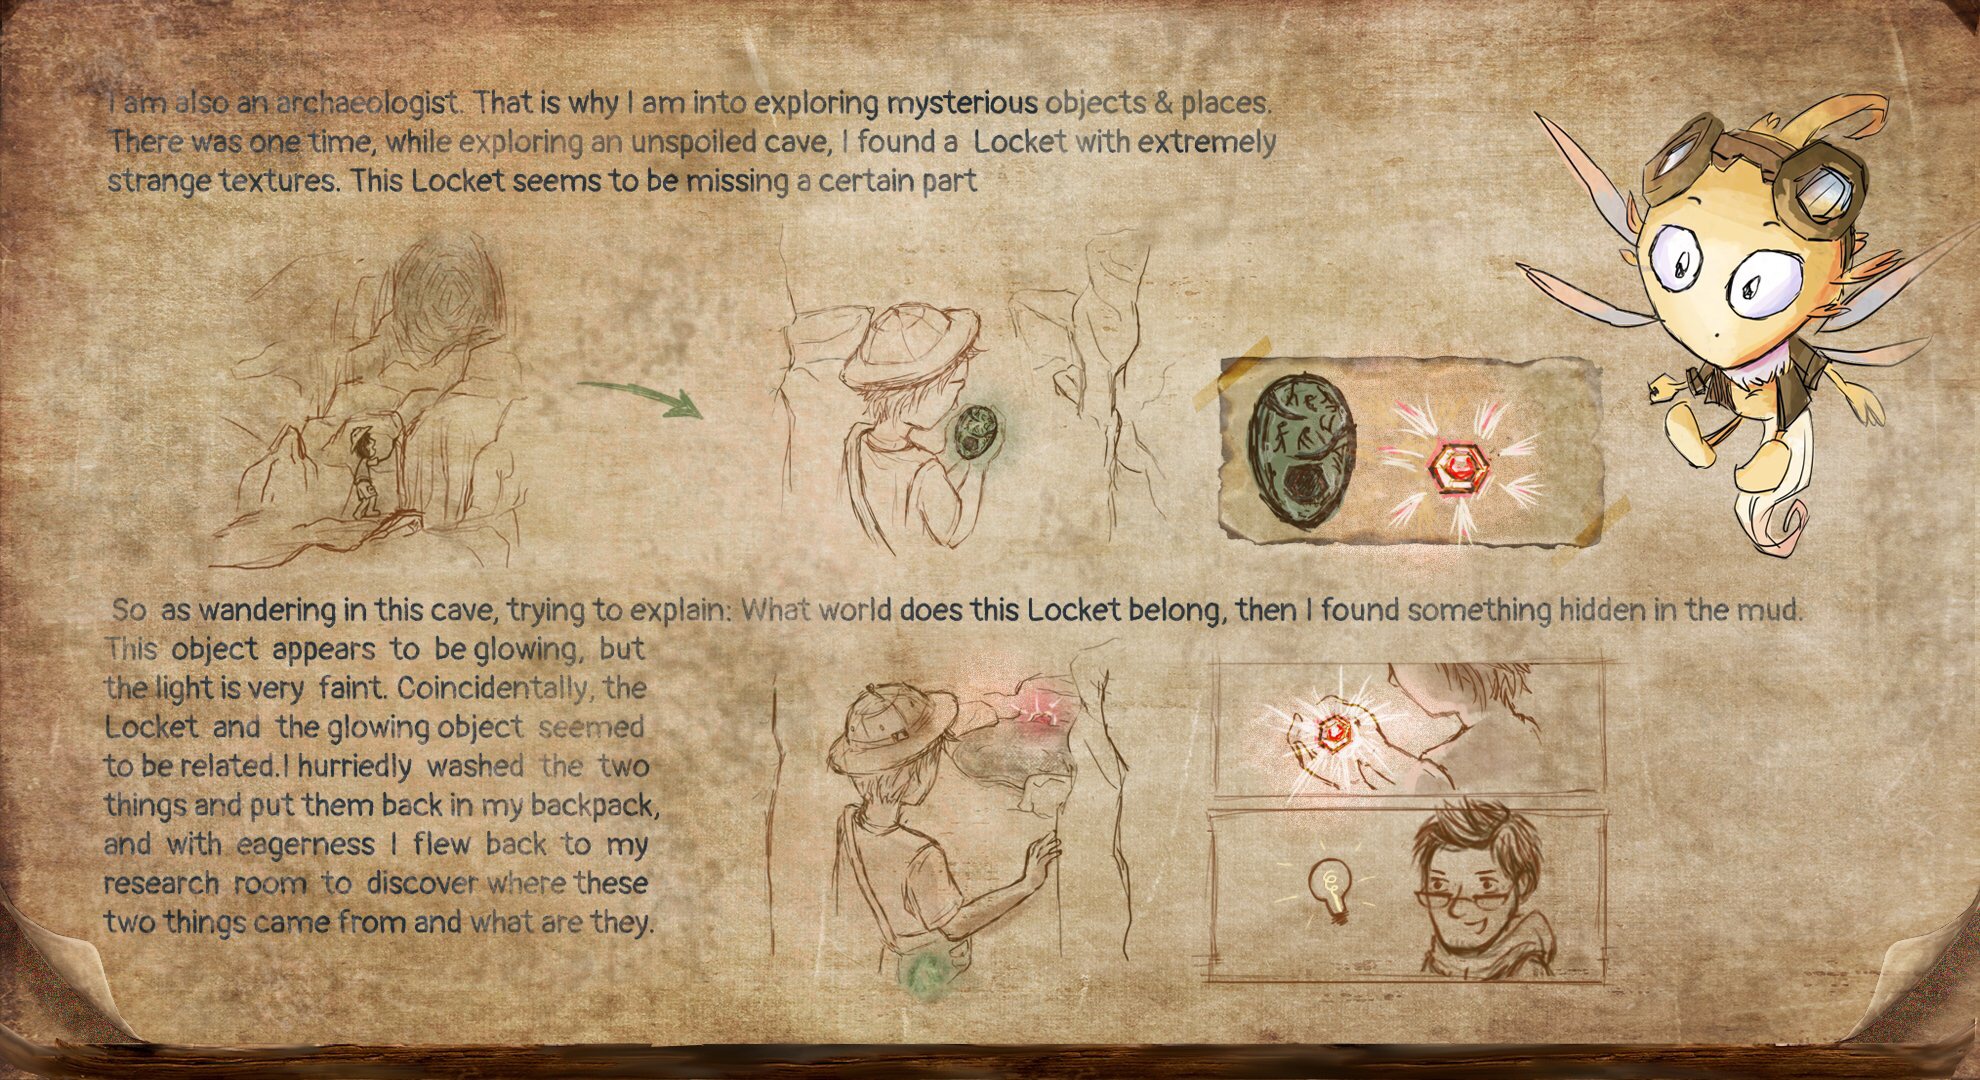 I am also an archaeologist. That is why I am into exploring mysterious objects & places.
There was one time, while exploring an unspoiled cave, I found a Locket with extremely
strange textures. This Locket seems to be missing a certain part
So as wandering in this cave, trying to explain: What world does this Locket belong, then I found something hidden in the mud.
This object appears to be glowing, but
the light is very faint. Coincidentally, the
Locket and the glowing object seemed
to be related.I hurriedly washed the two
things and put them back in my backpack,
and with eagerness I flew back to my
research room to discover where these
two things came from and what are they.